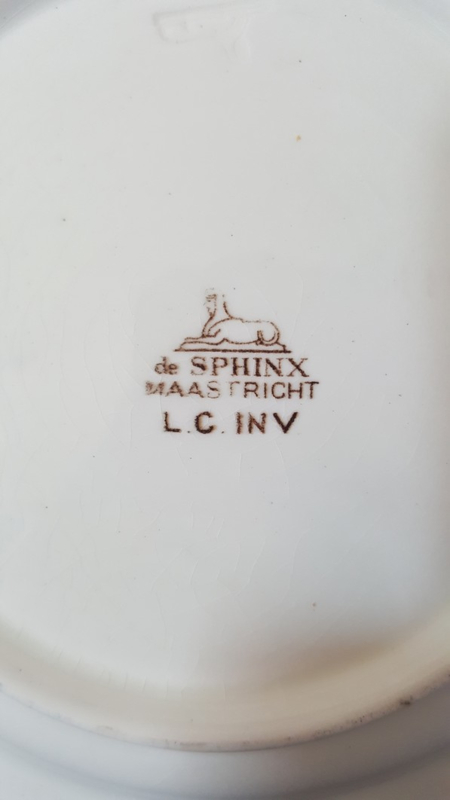 de SPHINX
MAASTRICHT
L.C. INV